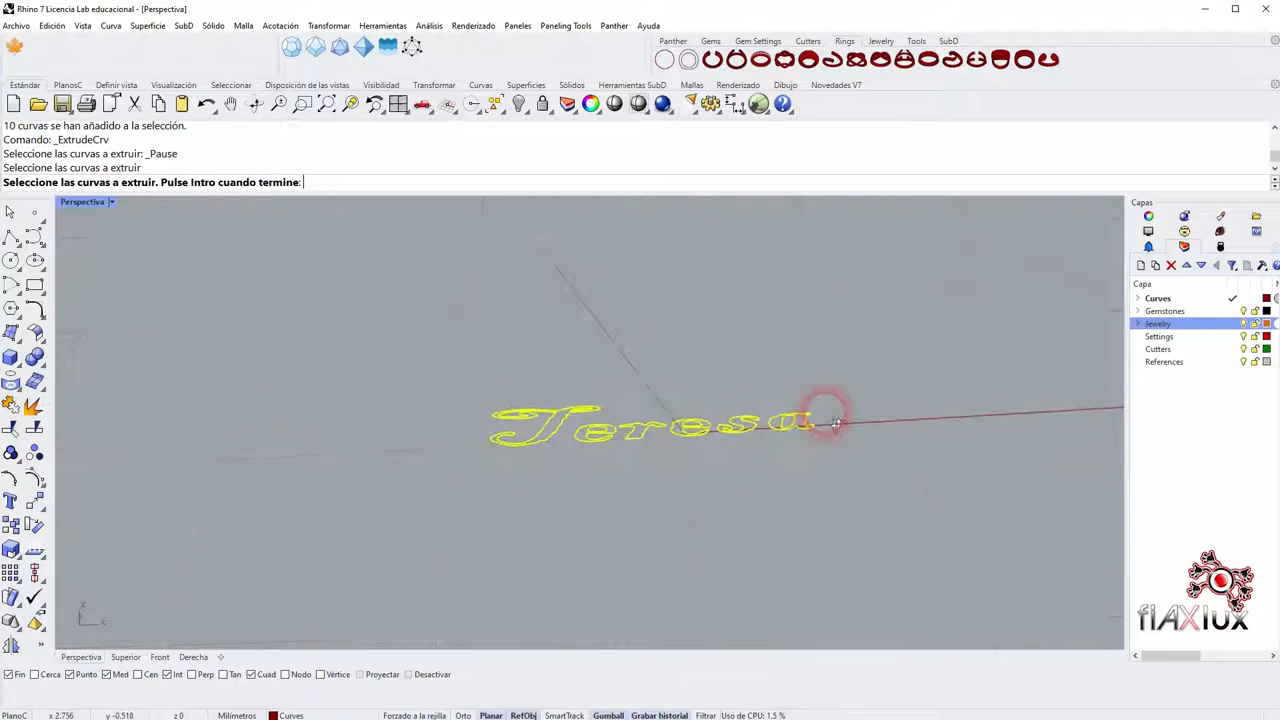 Rhino 7 Licencia Lab educacional - [Perspectiva]
Archivo Edición Vista Curva Superficie SubD Sólido Malla Acotación Transformar Herramientas Análisis Renderizado Paneles Paneling Tools Panther Ayuda
Panther Gems Gem Settings Cutters Rings Jewelry Tools SubD
Estándar PlanosC Definir vista Visualización Seleccionar Disposición de las vistas Visibilidad Transformar Curvas Superficies Sólidos Herramientas SubD Mallas Renderizado Dibujo Novedades V7
10 curvas se han añadido a la selección.
Comando: _ExtrudeCrv
Seleccione las curvas a extruir: _Pause
Seleccione las curvas a extruir
Seleccione las curvas a extruir. Pulse Intro cuando termine:
Perspectiva
Capas
Capa
Curves
Gemstones
Jewelry
Settings
Cutters
References
Teresa
fiAXlux
z
x
Perspectiva Superior Front Derecha
Fin Cerca Punto Med Cen Int Perp Tan Cuad Nodo Vértice Proyectar Desactivar
PlanoC x 2.756 y -0.518 z 0 Milímetros Curves Forzado a la rejilla Orto Planar RefObj SmartTrack Gumball Grabar historial Filtrar Uso de CPU: 1.5 %